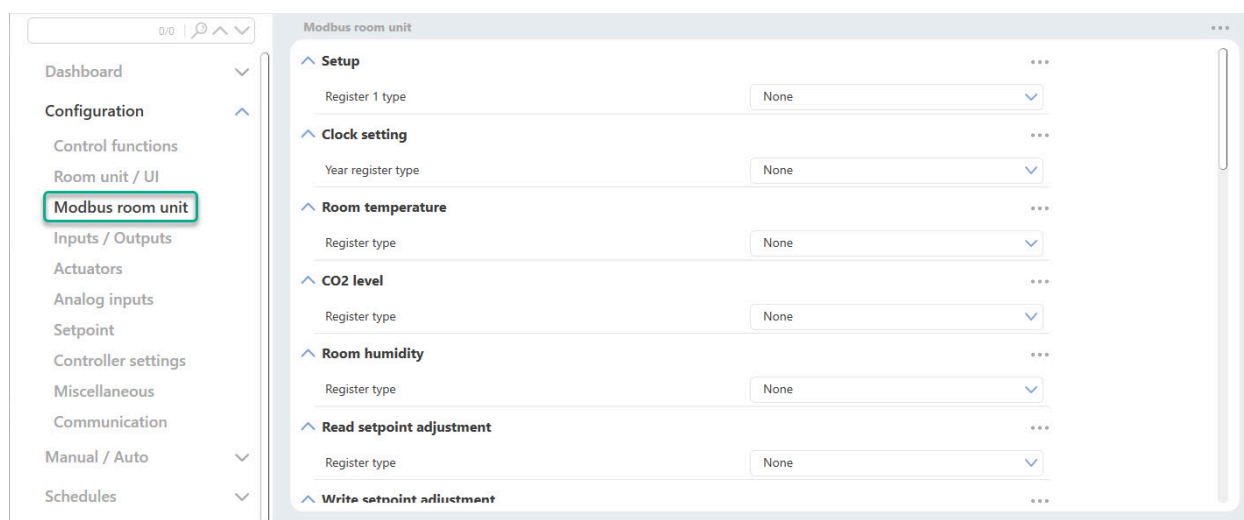 0/0
Dashboard
Configuration
Control functions
Room unit / UI
Modbus room unit
Inputs / Outputs
Actuators
Analog inputs
Setpoint
Controller settings
Miscellaneous
Communication
Manual / Auto
Schedules
Modbus room unit
Setup
Register 1 type None
Clock setting
Year register type None
Room temperature
Register type None
CO2 level
Register type None
Room humidity
Register type None
Read setpoint adjustment
Register type None
Write setpoint adjustment